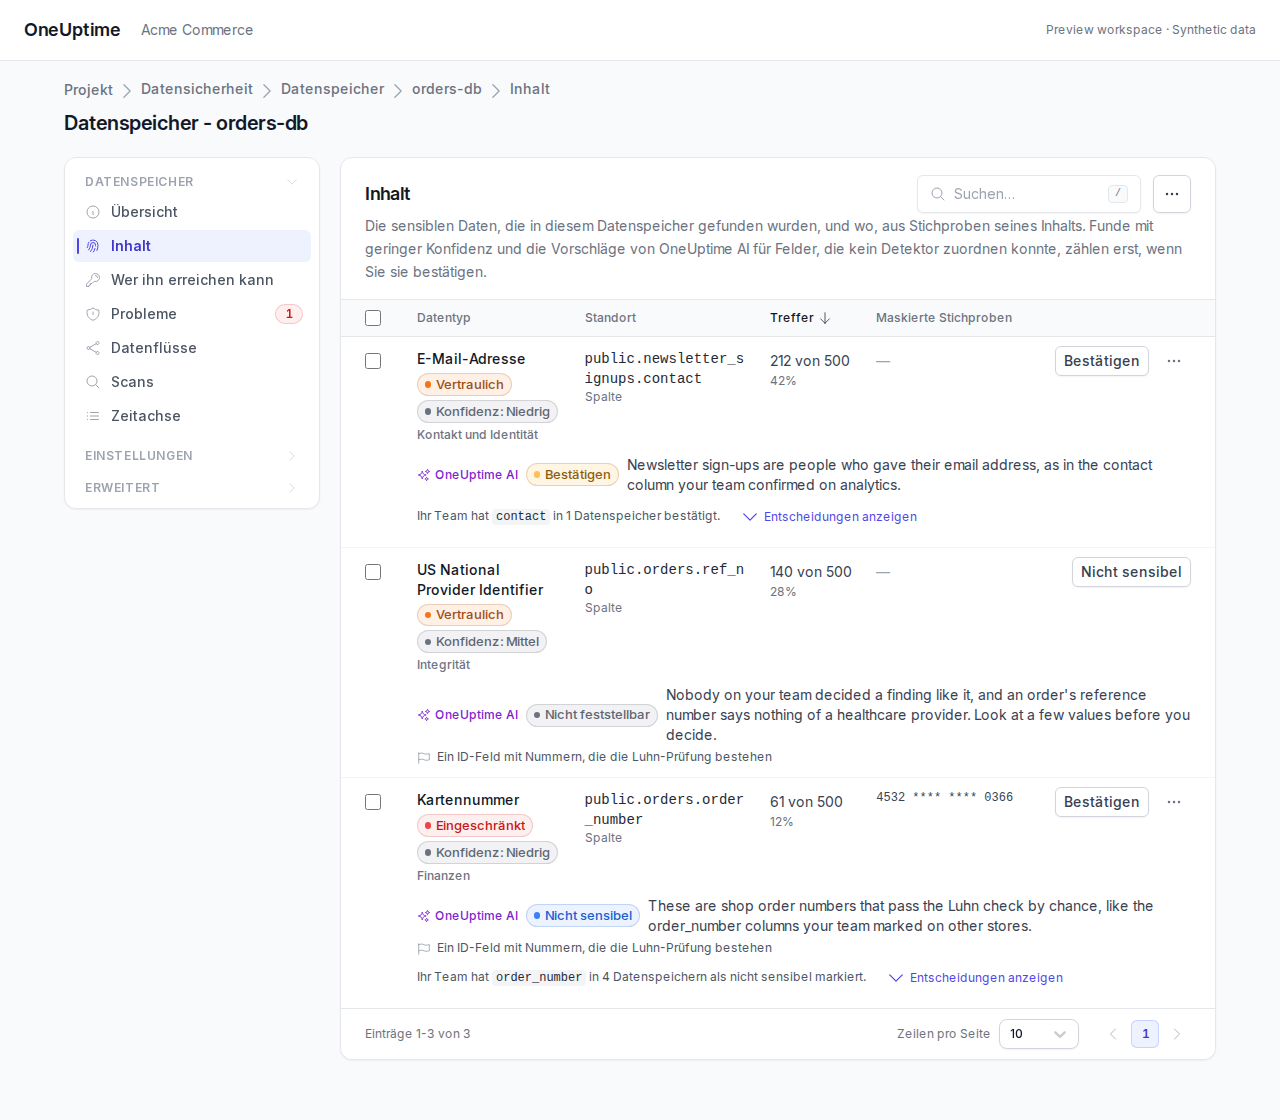 OneUptime
Acme Commerce
Preview workspace · Synthetic data
Projekt
Datensicherheit
Datenspeicher
orders-db
Inhalt
Datenspeicher - orders-db
DATENSPEICHER
Übersicht
Inhalt
Wer ihn erreichen kann
Probleme
1
Datenflüsse
Scans
Zeitachse
EINSTELLUNGEN
ERWEITERT
Inhalt
Suchen...
/
Die sensiblen Daten, die in diesem Datenspeicher gefunden wurden, und wo, aus Stichproben seines Inhalts. Funde mit
geringer Konfidenz und die Vorschläge von OneUptime AI für Felder, die kein Detektor zuordnen konnte, zählen erst, wenn
Sie sie bestätigen.
Datentyp
Standort
Treffer
Maskierte Stichproben
E-Mail-Adresse
Vertraulich
Konfidenz: Niedrig
Kontakt und Identität
public.newsletter_s
ignups.contact
Spalte
212 von 500
42%
—
Bestätigen
OneUptime AI
Bestätigen
Newsletter sign-ups are people who gave their email address, as in the contact
column your team confirmed on analytics.
Ihr Team hat contact in 1 Datenspeicher bestätigt.
Entscheidungen anzeigen
US National
Provider Identifier
Vertraulich
Konfidenz: Mittel
Integrität
public.orders.ref_n
o
Spalte
140 von 500
28%
—
Nicht sensibel
OneUptime AI
Nicht feststellbar
Nobody on your team decided a finding like it, and an order's reference
number says nothing of a healthcare provider. Look at a few values before you
decide.
Ein ID-Feld mit Nummern, die die Luhn-Prüfung bestehen
Kartennummer
Eingeschränkt
Konfidenz: Niedrig
Finanzen
public.orders.order
_number
Spalte
61 von 500
12%
4532 **** **** 0366
Bestätigen
OneUptime AI
Nicht sensibel
These are shop order numbers that pass the Luhn check by chance, like the
order_number columns your team marked on other stores.
Ein ID-Feld mit Nummern, die die Luhn-Prüfung bestehen
Ihr Team hat order_number in 4 Datenspeichern als nicht sensibel markiert.
Entscheidungen anzeigen
Einträge 1-3 von 3
Zeilen pro Seite
10
1